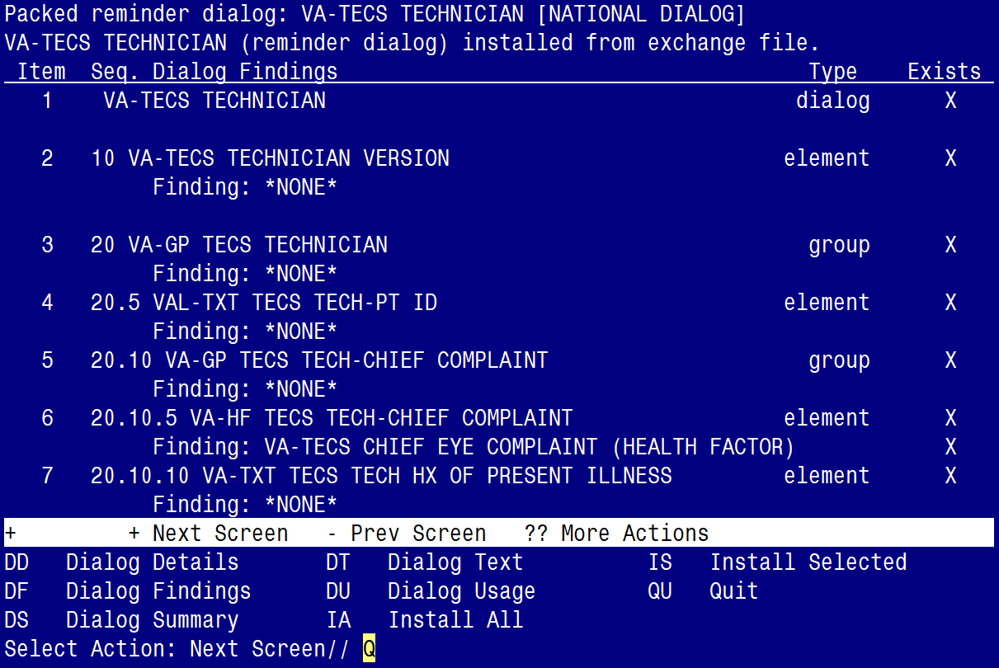 Packed reminder dialog: VA-TECS TECHNICIAN [NATIONAL DIALOG]
VA-TECS TECHNICIAN (reminder dialog) installed from exchange file.
Item  Seq. Dialog Findings  Type  Exists
1  VA-TECS TECHNICIAN  dialog  X
2  10 VA-TECS TECHNICIAN VERSION  element  X
Finding: *NONE*
3  20 VA-GP TECS TECHNICIAN  group  X
Finding: *NONE*
4  20.5 VAL-TXT TECS TECH-PT ID  element  X
Finding: *NONE*
5  20.10 VA-GP TECS TECH-CHIEF COMPLAINT  group  X
Finding: *NONE*
6  20.10.5 VA-HF TECS TECH-CHIEF COMPLAINT  element  X
Finding: VA-TECS CHIEF EYE COMPLAINT (HEALTH FACTOR)  X
7  20.10.10 VA-TXT TECS TECH HX OF PRESENT ILLNESS  element  X
Finding: *NONE*
+  + Next Screen  - Prev Screen  ?? More Actions
DD  Dialog Details  DT  Dialog Text  IS  Install Selected
DF  Dialog Findings  DU  Dialog Usage  QU  Quit
DS  Dialog Summary  IA  Install All
Select Action: Next Screen// Q